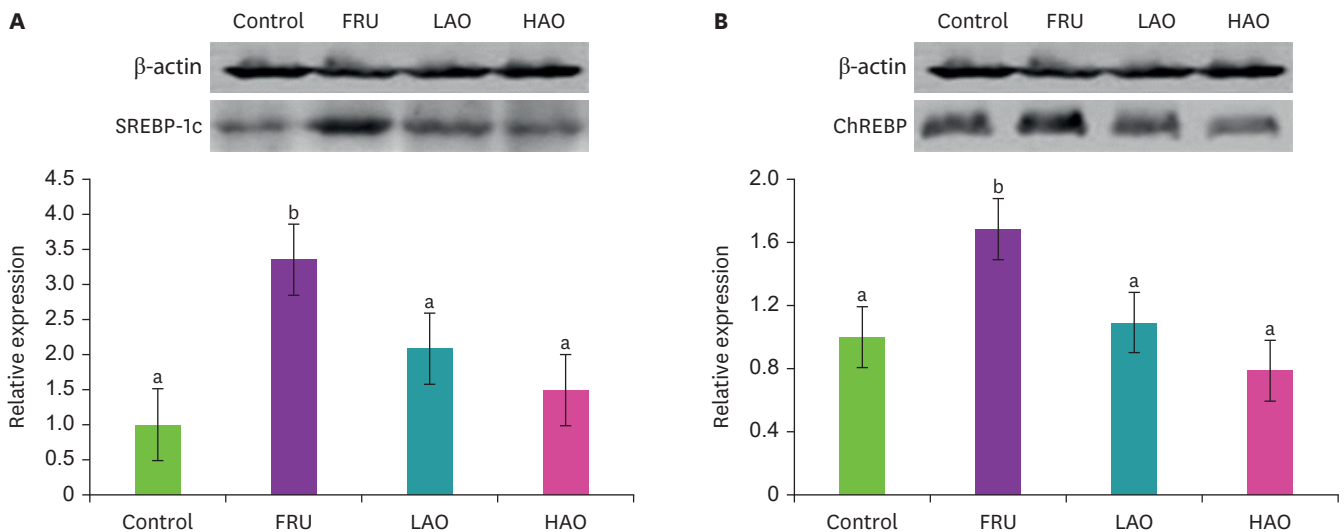 A
Control FRU LAO HAO
β-actin
SREBP-1c
4.5
4.0
3.5
3.0
2.5
2.0
1.5
1.0
0.5
0
Relative expression
a
b
a
a
Control FRU LAO HAO
B
Control FRU LAO HAO
β-actin
ChREBP
2.0
1.6
1.2
0.8
0.4
0
Relative expression
a
b
a
a
Control FRU LAO HAO